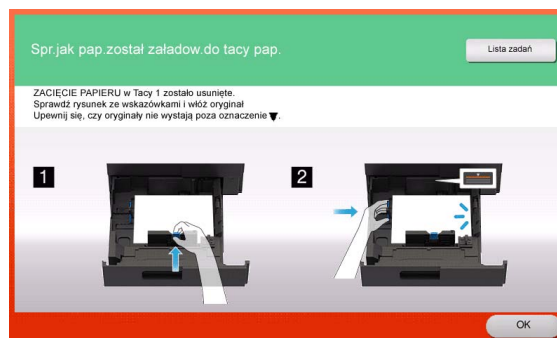 Spr.jak pap.został załadow.do tacy pap.
Lista zadań
ZACIĘCIE PAPIERU w Tacy 1 zostało usunięte.
Sprawdź rysunek ze wskazówkami i włóż oryginał
Upewnij się, czy oryginały nie wystają poza oznaczenie ▼.
1
2
OK